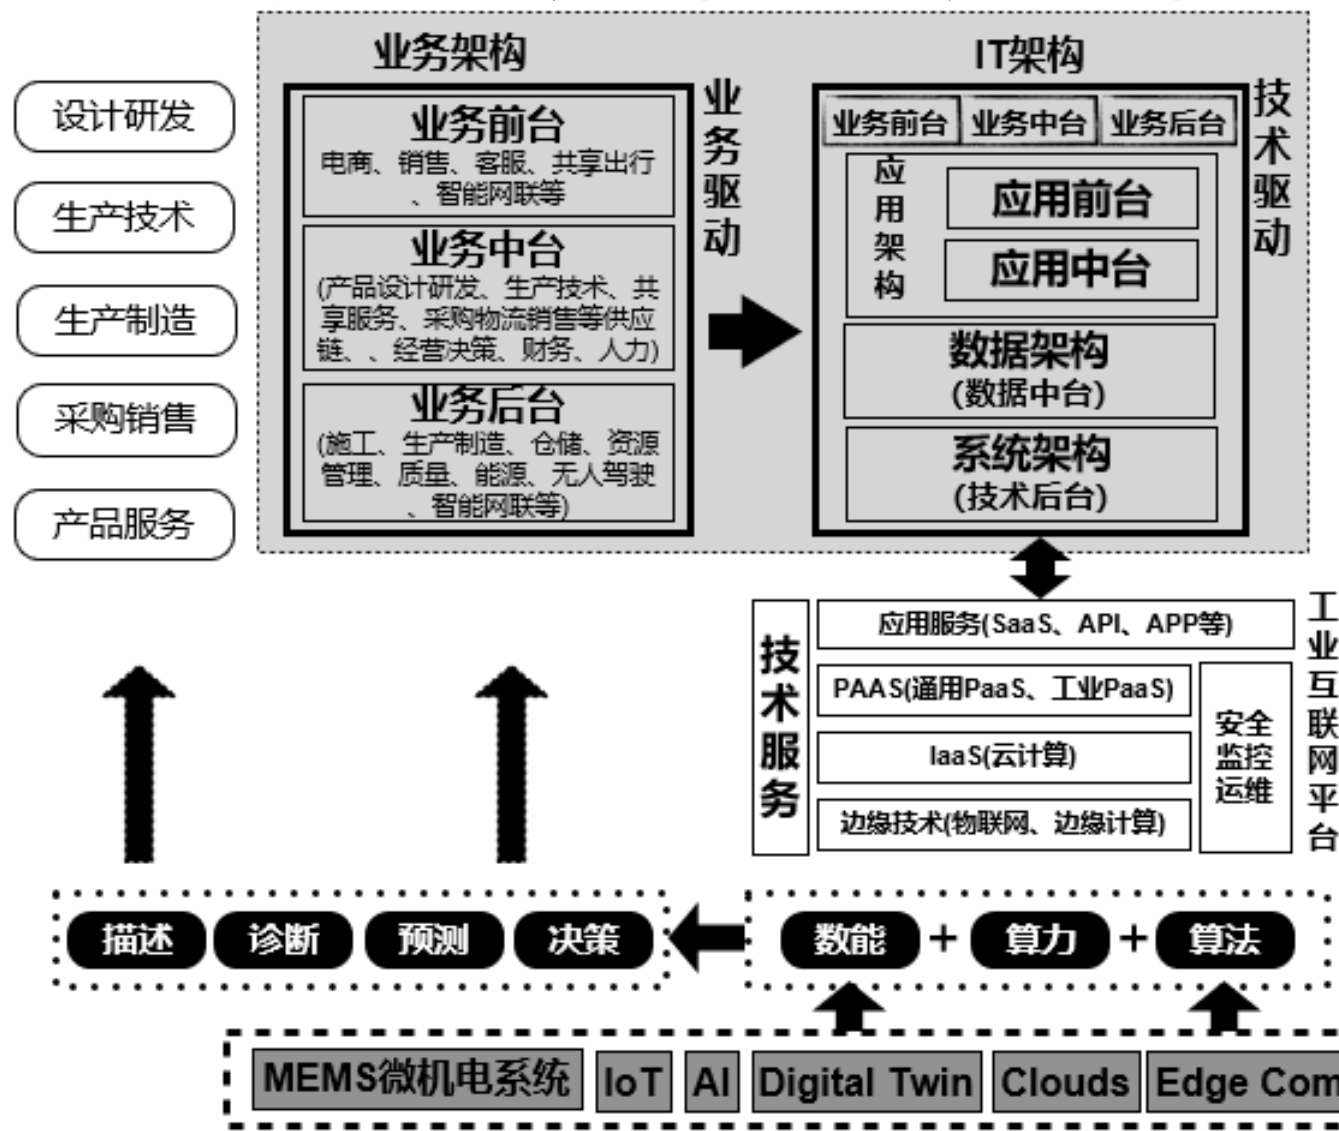 设计研发
生产技术
生产制造
采购销售
产品服务
业务架构
业务前台
电商、销售、客服、共享出行
、智能网联等
业务中台
(产品设计研发、生产技术、共
享服务、采购物流销售等供应
链、、经营决策、财务、人力)
业务后台
(施工、生产制造、仓储、资源
管理、质量、能源、无人驾驶
、智能网联等)
业务驱动
IT架构
业务前台 业务中台 业务后台
应用架构
应用前台
应用中台
数据架构
(数据中台)
系统架构
(技术后台)
技术驱动
技术服务
应用服务(SaaS、API、APP等)
PAAS(通用PaaS、工业PaaS)
IaaS(云计算)
边缘技术(物联网、边缘计算)
安全
监控
运维
工业互联网平台
描述 诊断 预测 决策
数能 + 算力 + 算法
MEMS微机电系统 IoT AI Digital Twin Clouds Edge Com